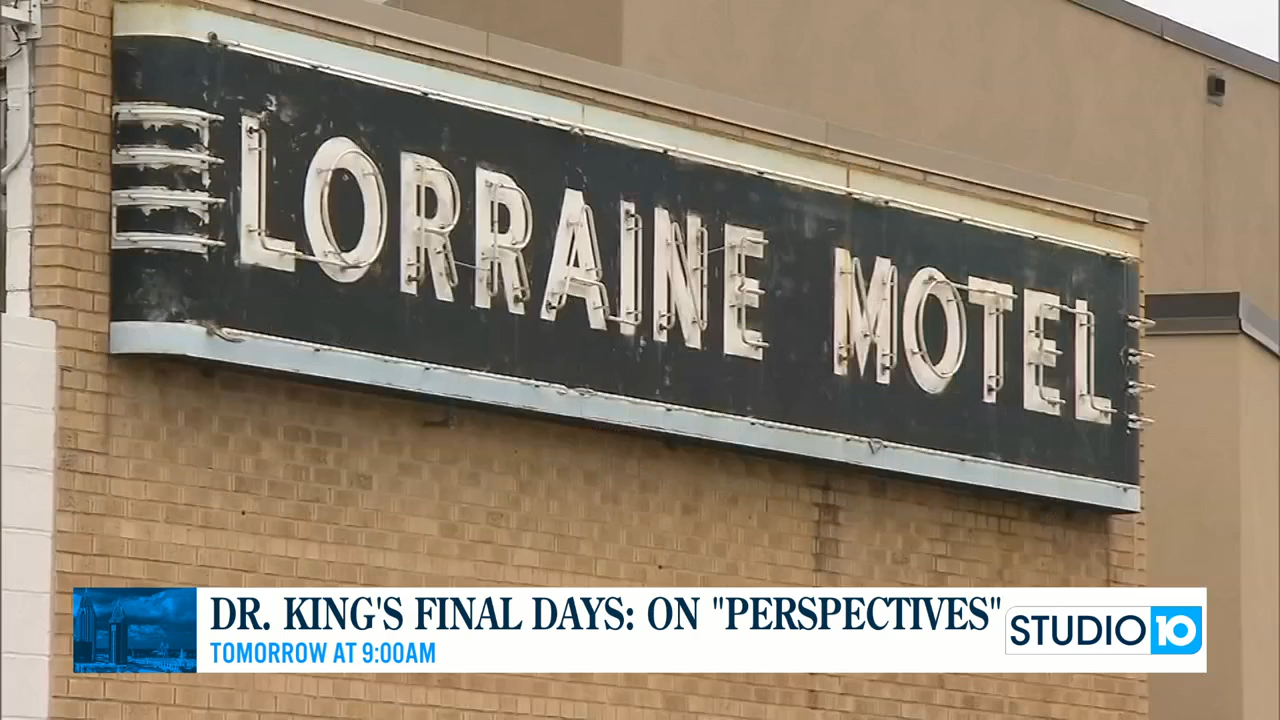 LORRAINE MOTEL
DR. KING'S FINAL DAYS: ON "PERSPECTIVES"
TOMORROW AT 9:00AM
STUDIO 10